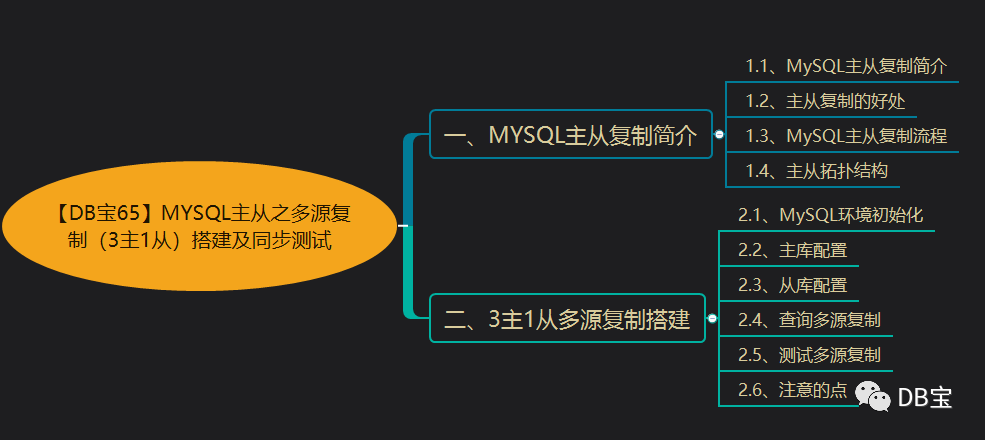 【DB宝65】MYSQL主从之多源复
制（3主1从）搭建及同步测试
一、MYSQL主从复制简介
1.1、MySQL主从复制简介
1.2、主从复制的好处
1.3、MySQL主从复制流程
1.4、主从拓扑结构
二、3主1从多源复制搭建
2.1、MySQL环境初始化
2.2、主库配置
2.3、从库配置
2.4、查询多源复制
2.5、测试多源复制
2.6、注意的点
DB宝